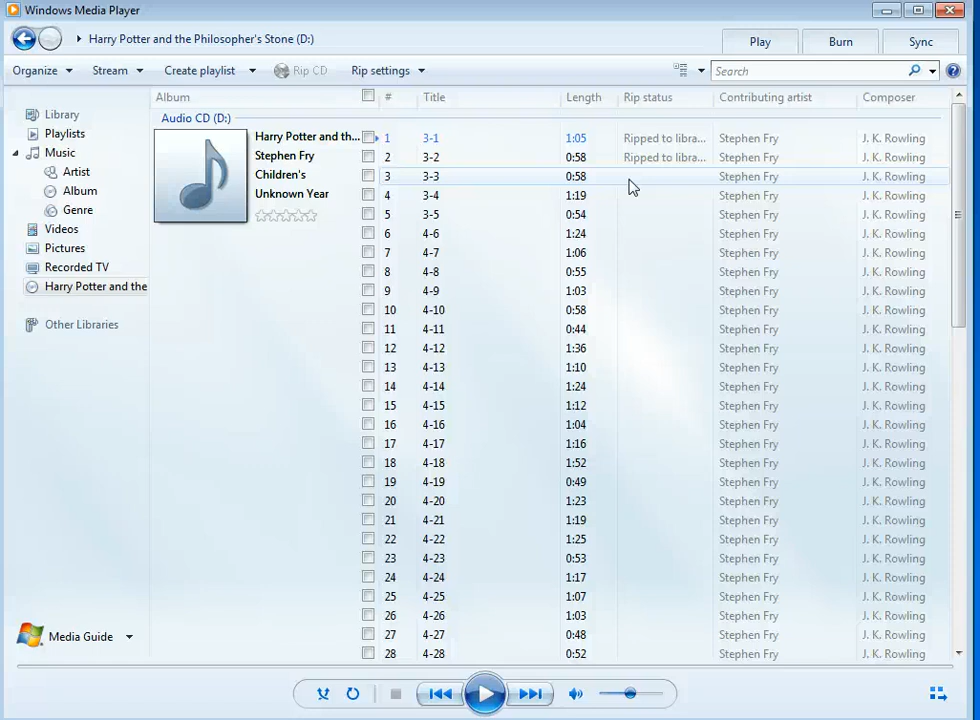 Windows Media Player
Harry Potter and the Philosopher's Stone (D:)
Play Burn Sync
Organize Stream Create playlist Rip CD Rip settings Search
Album # Title Length Rip status Contributing artist Composer
Library
Playlists
Music
Artist
Album
Genre
Videos
Pictures
Recorded TV
Harry Potter and the
Other Libraries
Media Guide
Audio CD (D:)
Harry Potter and th...
Stephen Fry
Children's
Unknown Year
1 3-1 1:05 Ripped to libra... Stephen Fry J. K. Rowling
2 3-2 0:58 Ripped to libra... Stephen Fry J. K. Rowling
3 3-3 0:58 Stephen Fry J. K. Rowling
4 3-4 1:19 Stephen Fry J. K. Rowling
5 3-5 0:54 Stephen Fry J. K. Rowling
6 4-6 1:24 Stephen Fry J. K. Rowling
7 4-7 1:06 Stephen Fry J. K. Rowling
8 4-8 0:55 Stephen Fry J. K. Rowling
9 4-9 1:03 Stephen Fry J. K. Rowling
10 4-10 0:58 Stephen Fry J. K. Rowling
11 4-11 0:44 Stephen Fry J. K. Rowling
12 4-12 1:36 Stephen Fry J. K. Rowling
13 4-13 1:10 Stephen Fry J. K. Rowling
14 4-14 1:24 Stephen Fry J. K. Rowling
15 4-15 1:12 Stephen Fry J. K. Rowling
16 4-16 1:04 Stephen Fry J. K. Rowling
17 4-17 1:16 Stephen Fry J. K. Rowling
18 4-18 1:52 Stephen Fry J. K. Rowling
19 4-19 0:49 Stephen Fry J. K. Rowling
20 4-20 1:23 Stephen Fry J. K. Rowling
21 4-21 1:19 Stephen Fry J. K. Rowling
22 4-22 1:25 Stephen Fry J. K. Rowling
23 4-23 0:53 Stephen Fry J. K. Rowling
24 4-24 1:17 Stephen Fry J. K. Rowling
25 4-25 1:07 Stephen Fry J. K. Rowling
26 4-26 1:03 Stephen Fry J. K. Rowling
27 4-27 0:48 Stephen Fry J. K. Rowling
28 4-28 0:52 Stephen Fry J. K. Rowling